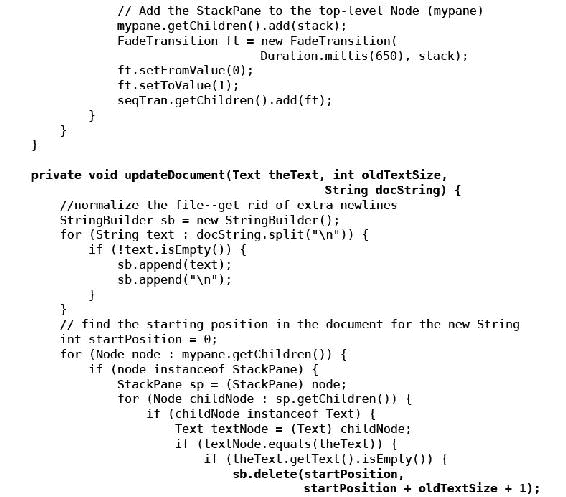 // Add the StackPane to the top-level Node (mypane)
mypane.getChildren().add(stack);
FadeTransition ft = new FadeTransition(
Duration.millis(650), stack);
ft.setFromValue(0);
ft.setToValue(1);
seqTran.getChildren().add(ft);
}
}
}
private void updateDocument(Text theText, int oldTextSize,
String docString) {
//normalize the file--get rid of extra newlines
StringBuilder sb = new StringBuilder();
for (String text : docString.split("\n")) {
if (!text.isEmpty()) {
sb.append(text);
sb.append("\n");
}
}
// find the starting position in the document for the new String
int startPosition = 0;
for (Node node : mypane.getChildren()) {
if (node instanceof StackPane) {
StackPane sp = (StackPane) node;
for (Node childNode : sp.getChildren()) {
if (childNode instanceof Text) {
Text textNode = (Text) childNode;
if (textNode.equals(theText)) {
if (theText.getText().isEmpty()) {
sb.delete(startPosition,
startPosition + oldTextSize + 1);